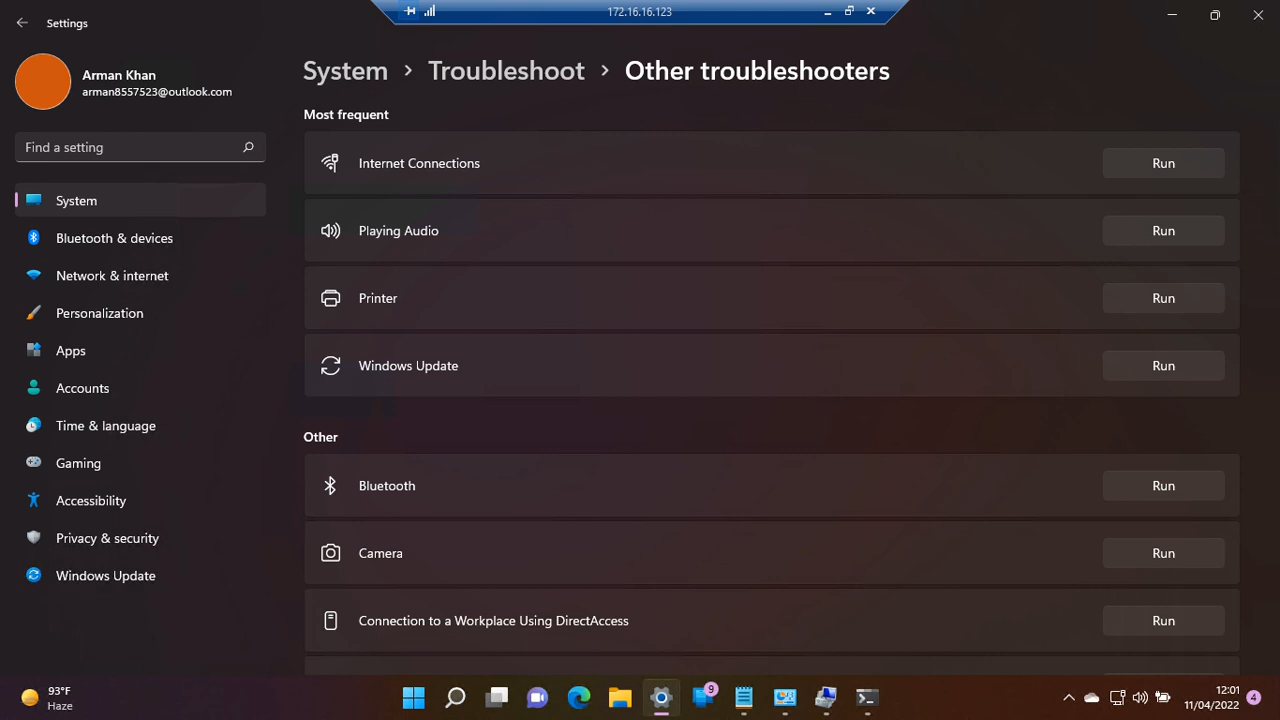 172.16.16.123
Settings
Arman Khan
arman8557523@outlook.com
Find a setting
System
Bluetooth & devices
Network & internet
Personalization
Apps
Accounts
Time & language
Gaming
Accessibility
Privacy & security
Windows Update
System > Troubleshoot > Other troubleshooters
Most frequent
Internet Connections Run
Playing Audio Run
Printer Run
Windows Update Run
Other
Bluetooth Run
Camera Run
Connection to a Workplace Using DirectAccess Run
93°F
Haze
9
12:01
11/04/2022
4